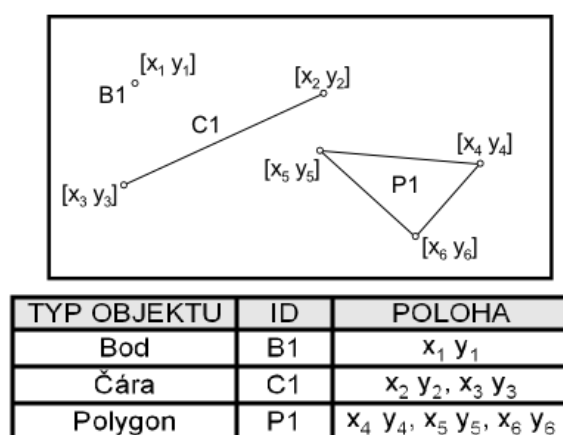 [x₁ y₁]
B1
[x₂ y₂]
C1
[x₃ y₃]
[x₄ y₄]
[x₅ y₅]
P1
[x₆ y₆]
TYP OBJEKTU ID POLOHA
Bod B1 x₁ y₁
Čára C1 x₂ y₂, x₃ y₃
Polygon P1 x₄ y₄, x₅ y₅, x₆ y₆